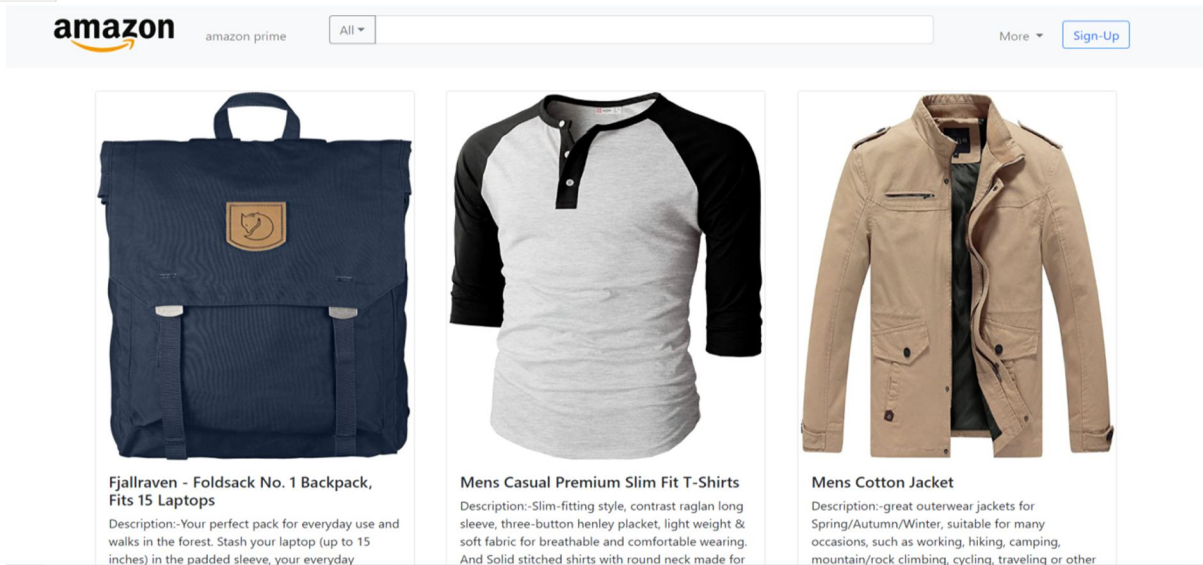 amazon
amazon prime
All
More
Sign-Up
Fjallraven - Foldsack No. 1 Backpack,
Fits 15 Laptops
Description:-Your perfect pack for everyday use and
walks in the forest. Stash your laptop (up to 15
inches) in the padded sleeve, your everyday
Mens Casual Premium Slim Fit T-Shirts
Description:-Slim-fitting style, contrast raglan long
sleeve, three-button henley placket, light weight &
soft fabric for breathable and comfortable wearing.
And Solid stitched shirts with round neck made for
Mens Cotton Jacket
Description:-great outerwear jackets for
Spring/Autumn/Winter, suitable for many
occasions, such as working, hiking, camping,
mountain/rock climbing, cycling, traveling or other